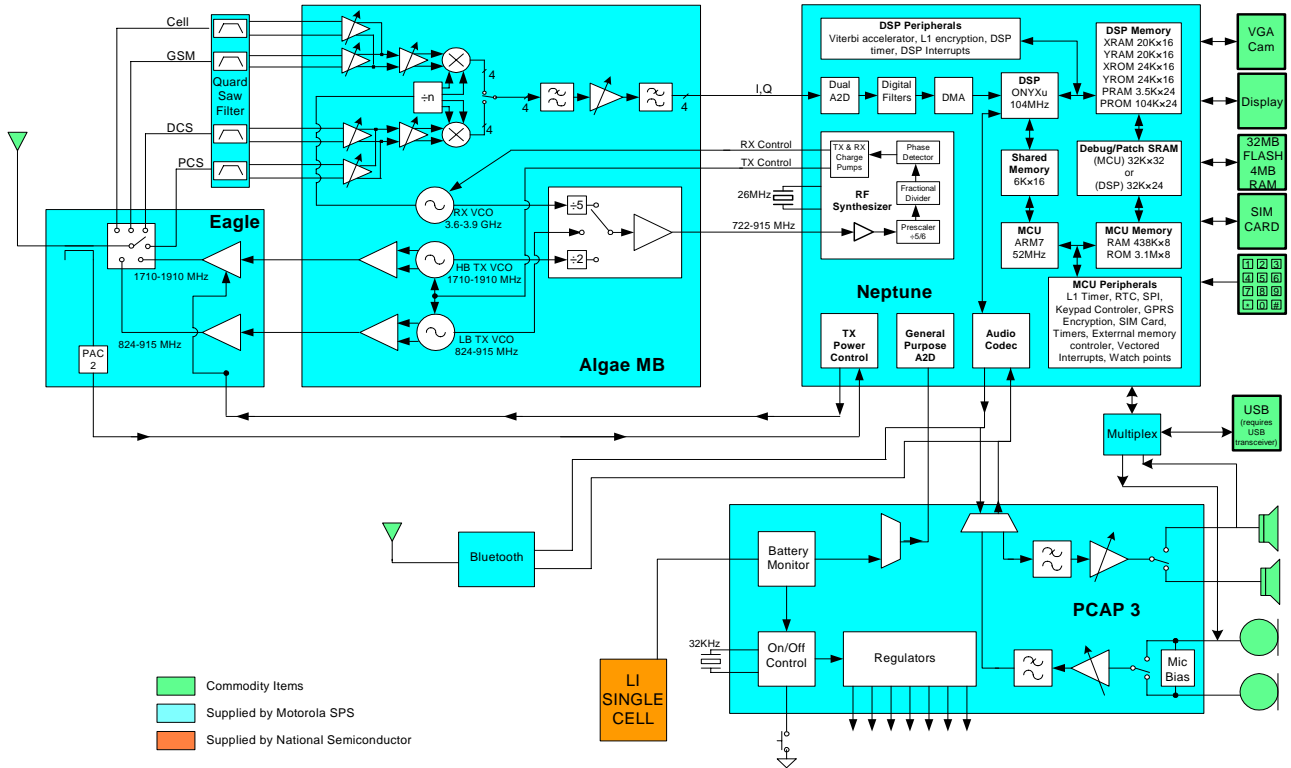 Cell
GSM
DCS
PCS
Quard
Saw
Filter
Eagle
1710-1910 MHz
824-915 MHz
PAC
2
÷n
4
4
4
4
RX VCO
3.6-3.9 GHz
HB TX VCO
1710-1910 MHz
LB TX VCO
824-915 MHz
÷5
÷2
Algae MB
I,Q
RX Control
TX Control
26MHz
722-915 MHz
DSP Peripherals
Viterbi accelerator, L1 encryption, DSP
timer, DSP Interrupts
Dual
A2D
Digital
Filters
DMA
DSP
ONYXu
104MHz
DSP Memory
XRAM 20K×16
YRAM 20K×16
XROM 24K×16
YROM 24K×16
PRAM 3.5K×24
PROM 104K×24
TX & RX
Charge
Pumps
Phase
Detector
Fractional
Divider
Prescaler
÷5/6
RF
Synthesizer
Shared
Memory
6K×16
Debug/Patch SRAM
(MCU) 32K×32
or
(DSP) 32K×24
MCU
ARM7
52MHz
MCU Memory
RAM 438K×8
ROM 3.1M×8
MCU Peripherals
L1 Timer, RTC, SPI,
Keypad Controler, GPRS
Encryption, SIM Card,
Timers, External memory
controler, Vectored
Interrupts, Watch points
Neptune
TX
Power
Control
General
Purpose
A2D
Audio
Codec
VGA
Cam
Display
32MB
FLASH
4MB
RAM
SIM
CARD
1 2 3
4 5 6
7 8 9
* 0 #
Multiplex
USB
(requires
USB
transceiver)
Bluetooth
Battery
Monitor
On/Off
Control
32KHz
Regulators
PCAP 3
Mic
Bias
LI
SINGLE
CELL
Commodity Items
Supplied by Motorola SPS
Supplied by National Semiconductor